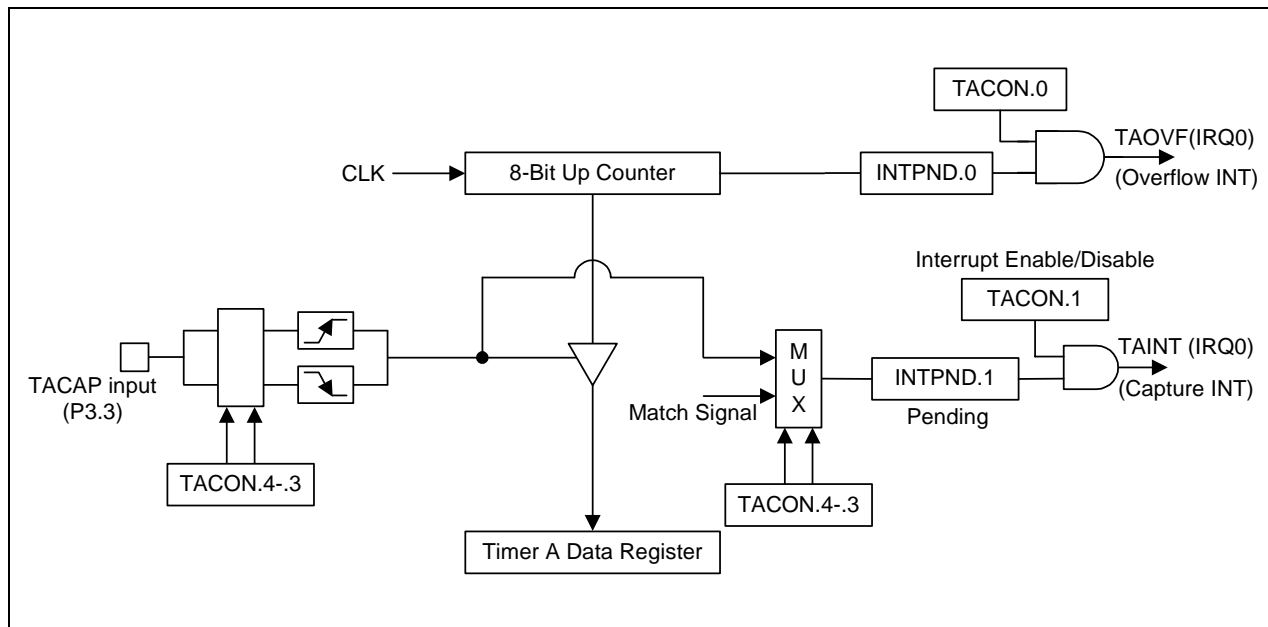 TACON.0
TAOVF(IRQ0)
(Overflow INT)
CLK
8-Bit Up Counter
INTPND.0
Interrupt Enable/Disable
TACON.1
TAINT (IRQ0)
(Capture INT)
TACAP input
(P3.3)
M
U
X
Match Signal
INTPND.1
Pending
TACON.4-.3
TACON.4-.3
Timer A Data Register